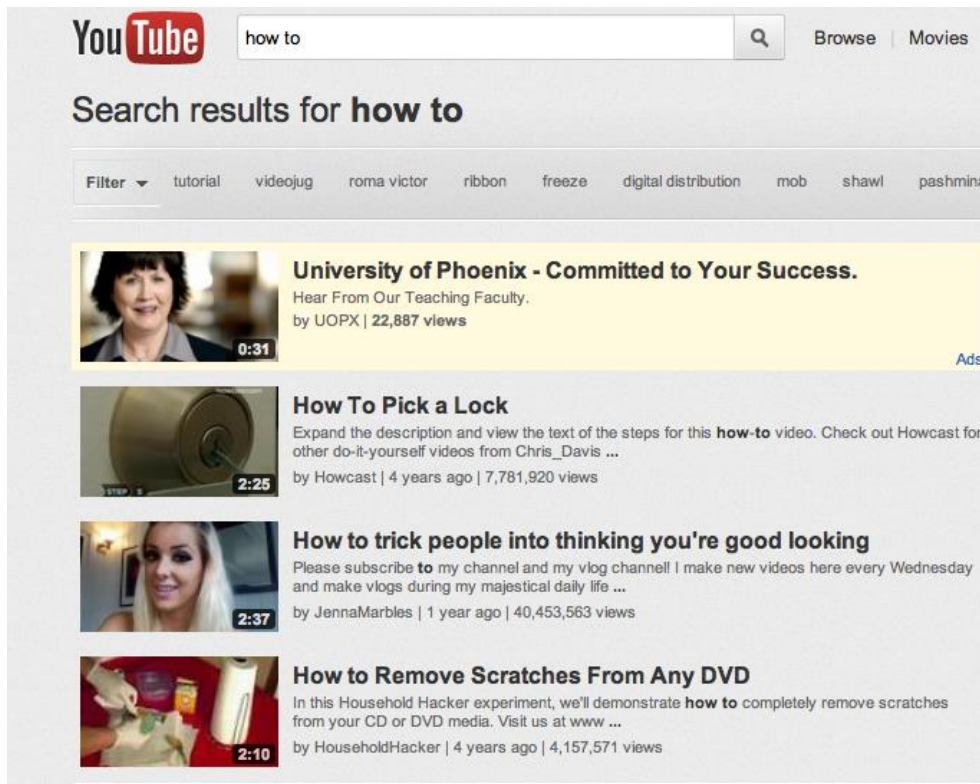 YouTube
how to
Browse | Movies
Search results for how to
Filter tutorial videojug roma victor ribbon freeze digital distribution mob shawl pashmina
University of Phoenix - Committed to Your Success.
Hear From Our Teaching Faculty.
by UOPX | 22,887 views
0:31
Ads
How To Pick a Lock
Expand the description and view the text of the steps for this how-to video. Check out Howcast for
other do-it-yourself videos from Chris_Davis ...
by Howcast | 4 years ago | 7,781,920 views
STEP 5
2:25
How to trick people into thinking you're good looking
Please subscribe to my channel and my vlog channel! I make new videos here every Wednesday
and make vlogs during my majestical daily life ...
by JennaMarbles | 1 year ago | 40,453,563 views
2:37
How to Remove Scratches From Any DVD
In this Household Hacker experiment, we'll demonstrate how to completely remove scratches
from your CD or DVD media. Visit us at www ...
by HouseholdHacker | 4 years ago | 4,157,571 views
2:10